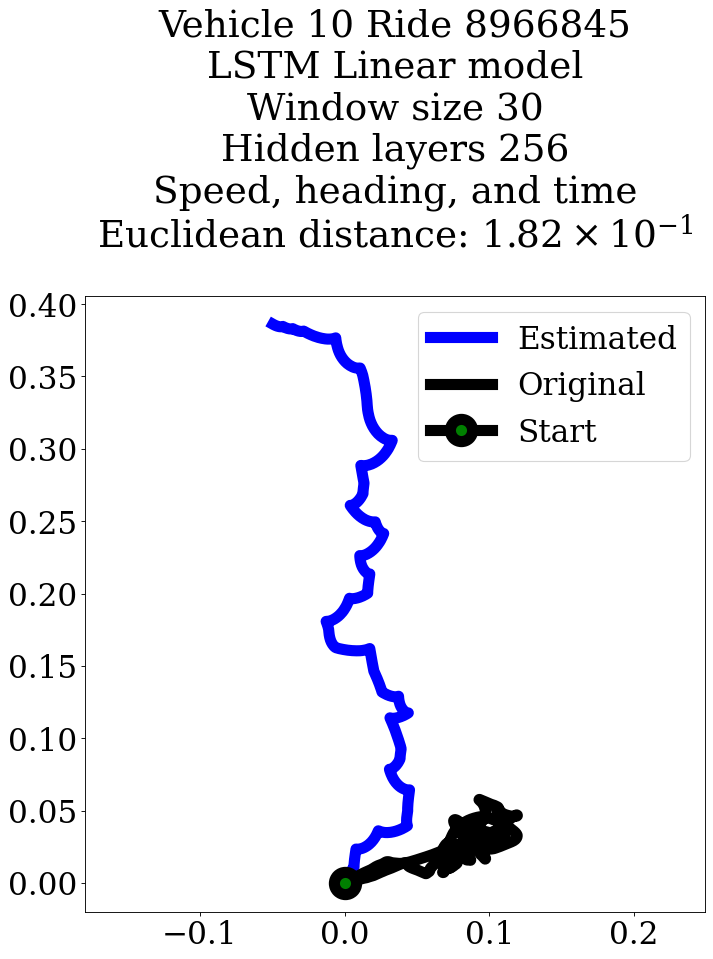 Vehicle 10 Ride 8966845
LSTM Linear model
Window size 30
Hidden layers 256
Speed, heading, and time
Euclidean distance: 1.82 × 10⁻¹
0.40
0.35
0.30
0.25
0.20
0.15
0.10
0.05
0.00
Estimated
Original
Start
−0.1 0.0 0.1 0.2